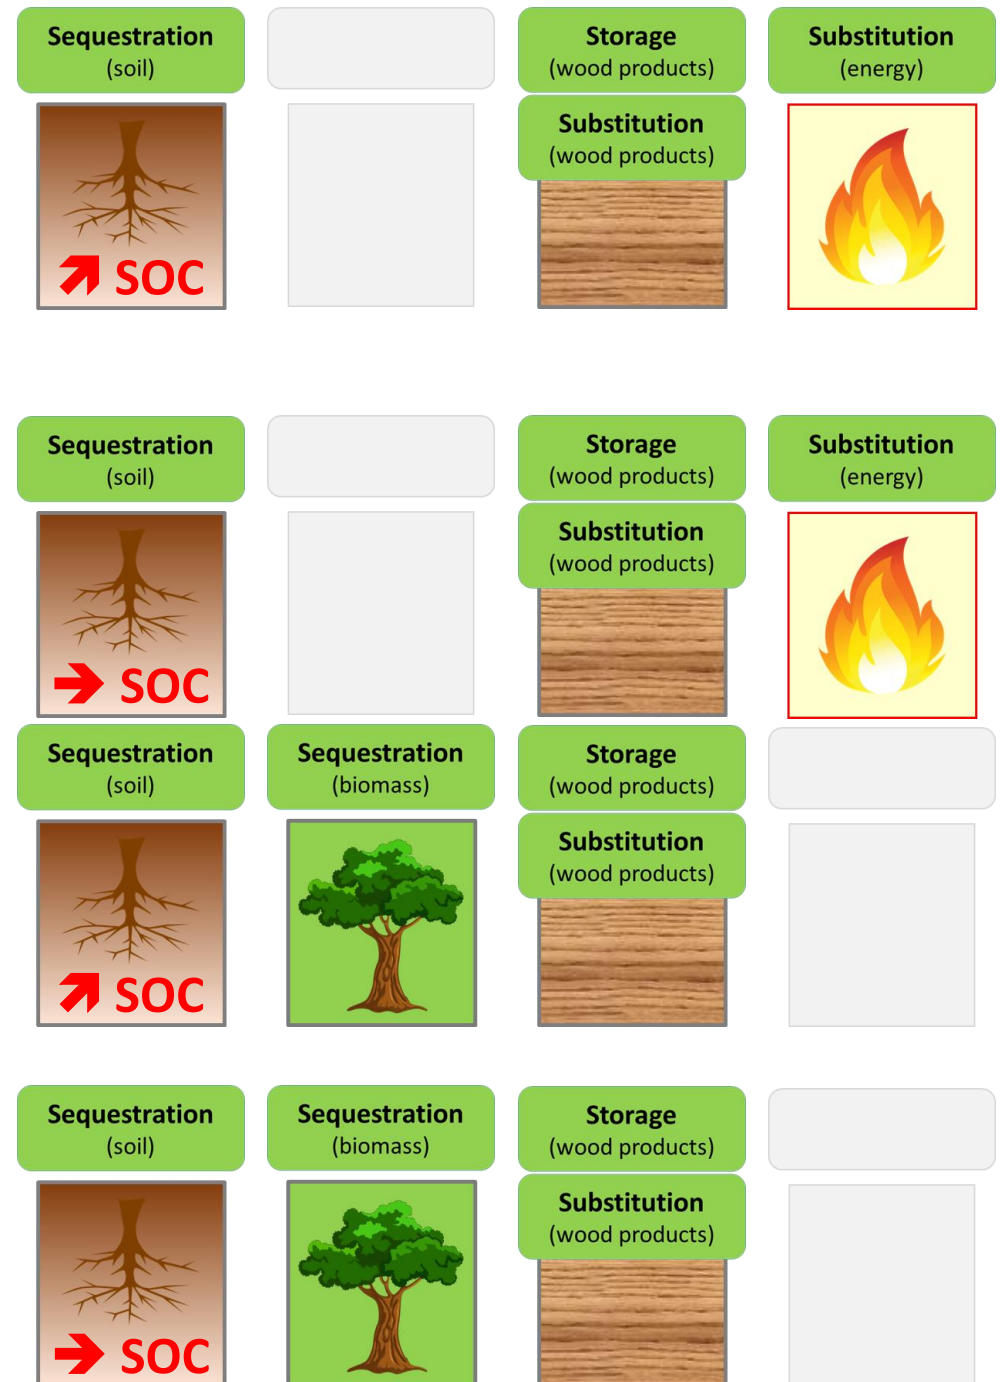 Sequestration
(soil)
Storage
(wood products)
Substitution
(energy)
Substitution
(wood products)
SOC
Sequestration
(soil)
Storage
(wood products)
Substitution
(energy)
Substitution
(wood products)
SOC
Sequestration
(soil)
Sequestration
(biomass)
Storage
(wood products)
Substitution
(wood products)
SOC
Sequestration
(soil)
Sequestration
(biomass)
Storage
(wood products)
Substitution
(wood products)
SOC